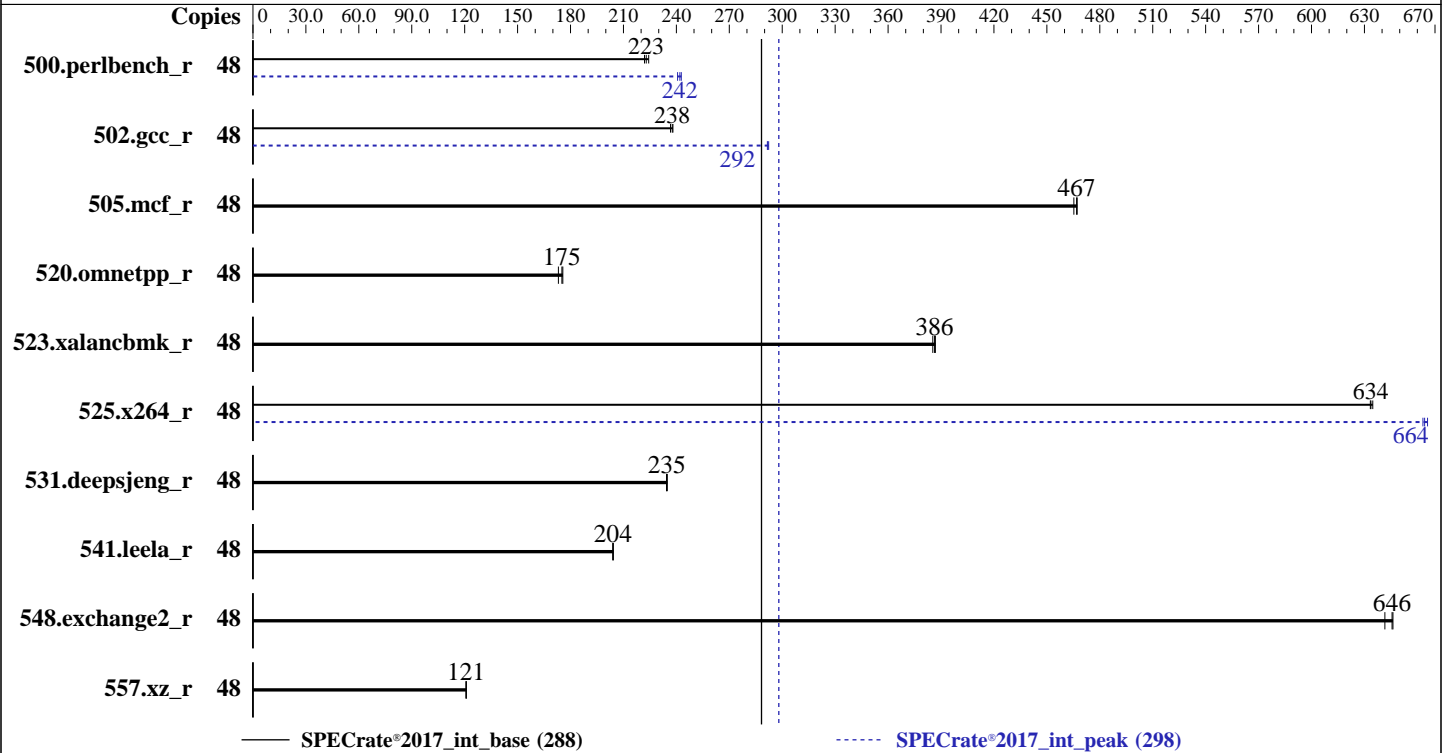 Copies 0 30.0 60.0 90.0 120 150 180 210 240 270 300 330 360 390 420 450 480 510 540 570 600 630 670
223
500.perlbench_r 48
242
238
502.gcc_r 48
292
467
505.mcf_r 48
175
520.omnetpp_r 48
386
523.xalancbmk_r 48
634
525.x264_r 48
664
235
531.deepsjeng_r 48
204
541.leela_r 48
646
548.exchange2_r 48
121
557.xz_r 48
SPECrate®2017_int_base (288) SPECrate®2017_int_peak (298)